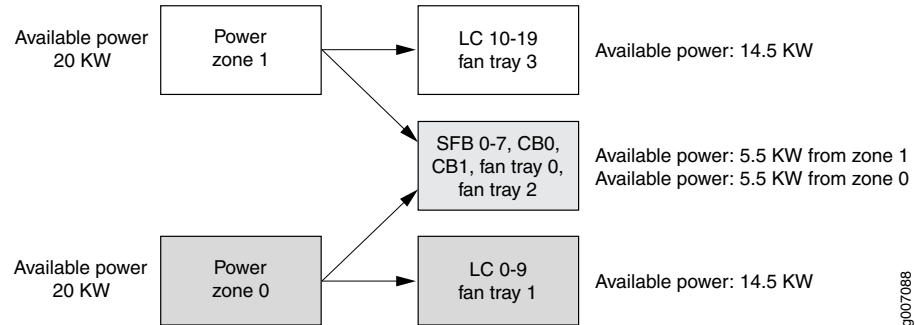 Available power
20 KW
Power
zone 1
LC 10-19
fan tray 3
Available power: 14.5 KW
SFB 0-7, CB0,
CB1, fan tray 0,
fan tray 2
Available power: 5.5 KW from zone 1
Available power: 5.5 KW from zone 0
Available power
20 KW
Power
zone 0
LC 0-9
fan tray 1
Available power: 14.5 KW
g007088